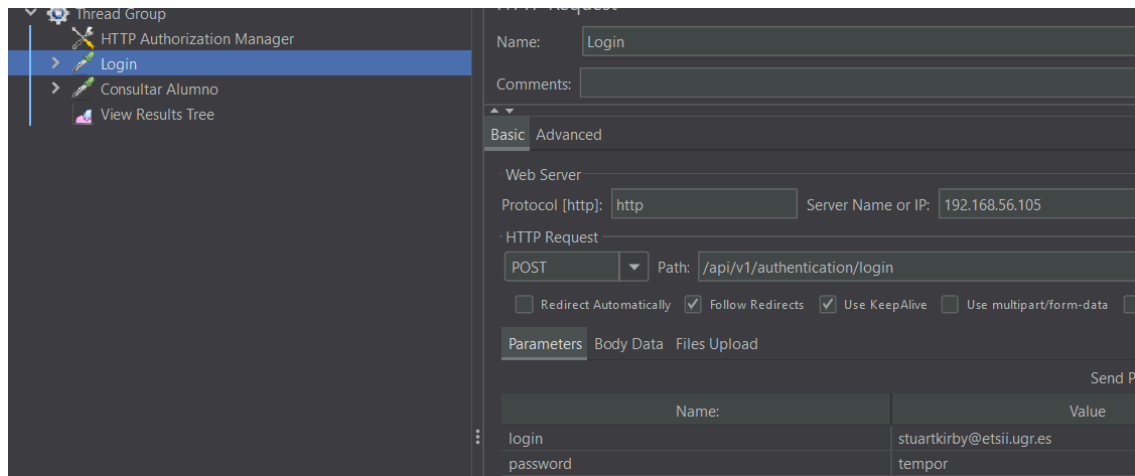 Thread Group
HTTP Authorization Manager
Login
Consultar Alumno
View Results Tree
HTTP Request
Name: Login
Comments:
Basic Advanced
Web Server
Protocol [http]: http Server Name or IP: 192.168.56.105
HTTP Request
POST Path: /api/v1/authentication/login
Redirect Automatically Follow Redirects Use KeepAlive Use multipart/form-data
Parameters Body Data Files Upload
Send P
Name: Value
login stuartkirby@etsii.ugr.es
password tempor